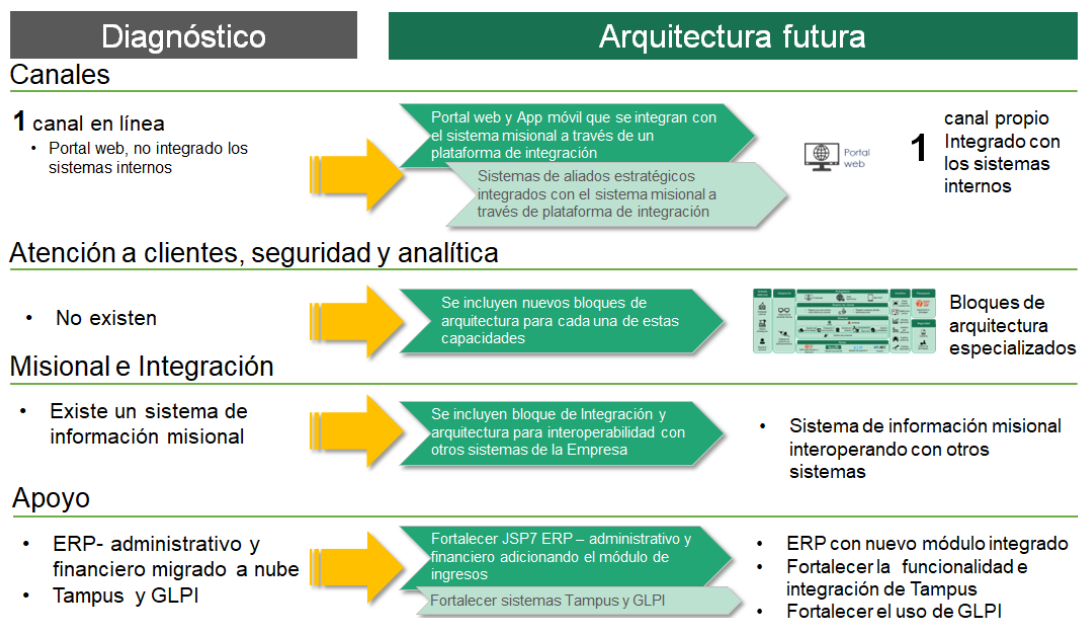 Diagnóstico
Arquitectura futura
Canales
1 canal en línea
• Portal web, no integrado los
sistemas internos
Portal web y App móvil que se integran con
el sistema misional a través de un
plataforma de integración
Sistemas de aliados estratégicos
integrados con el sistema misional a
través de plataforma de integración
Portal
web
1
canal propio
Integrado con
los sistemas
internos
Atención a clientes, seguridad y analítica
• No existen
Se incluyen nuevos bloques de
arquitectura para cada una de estas
capacidades
Bloques de
arquitectura
especializados
Misional e Integración
• Existe un sistema de
información misional
Se incluyen bloque de Integración y
arquitectura para interoperabilidad con
otros sistemas de la Empresa
• Sistema de información misional
interoperando con otros
sistemas
Apoyo
• ERP- administrativo y
financiero migrado a nube
• Tampus y GLPI
Fortalecer JSP7 ERP – administrativo y
financiero adicionando el módulo de
ingresos
Fortalecer sistemas Tampus y GLPI
• ERP con nuevo módulo integrado
• Fortalecer la funcionalidad e
integración de Tampus
• Fortalecer el uso de GLPI